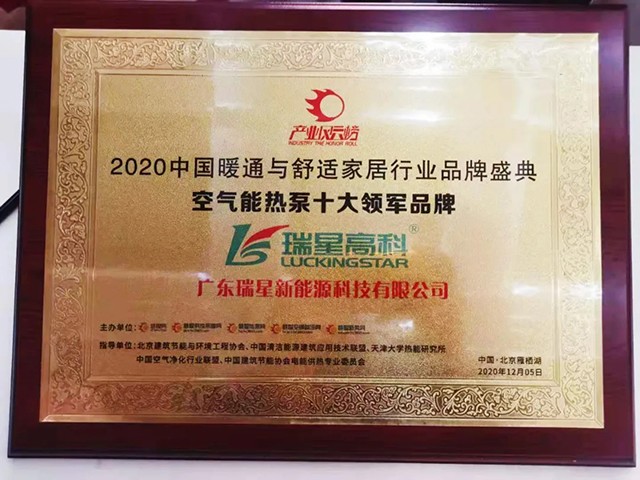 产业风云榜
INDUSTRY THE HONOR ROLL
2020中国暖通与舒适家居行业品牌盛典
空气能热泵十大领军品牌
瑞星高科®
LUCKINGSTAR
广东瑞星新能源科技有限公司
主办单位:
指导单位:北京建筑节能与环境工程协会、中国清洁能源建筑应用技术联盟、天津大学热能研究所
中国空气净化行业联盟、中国建筑节能协会电能供热专业委员会
中国·北京雁栖湖
2020年12月05日